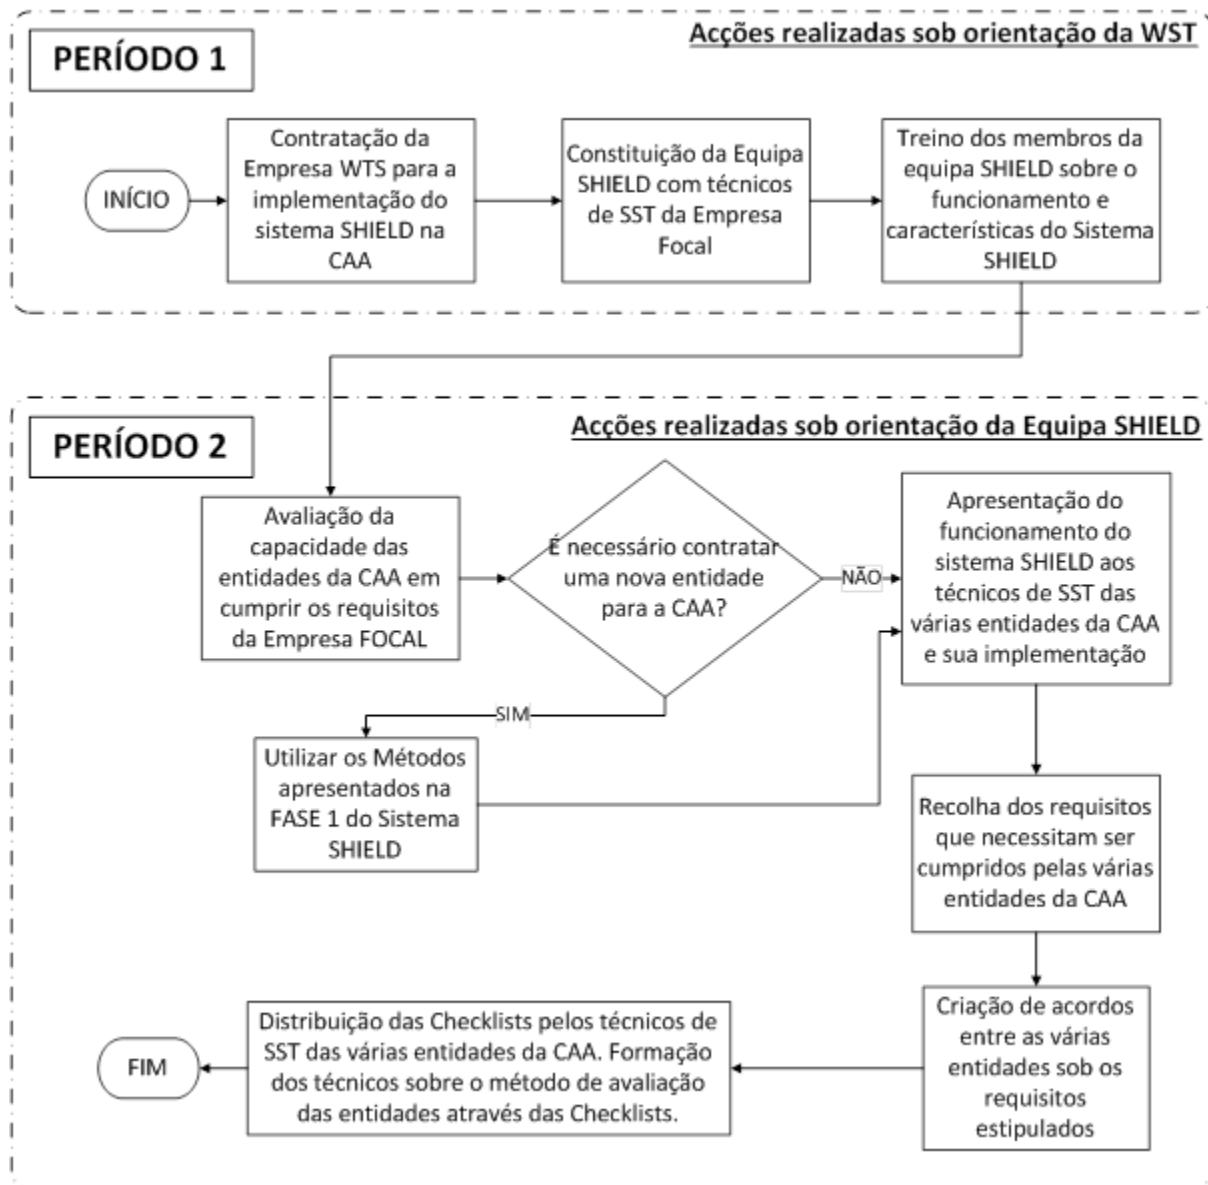 PERÍODO 1
Acções realizadas sob orientação da WST
INÍCIO
Contratação da
Empresa WTS para a
implementação do
sistema SHIELD na
CAA
Constituição da Equipa
SHIELD com técnicos
de SST da Empresa
Focal
Treino dos membros da
equipa SHIELD sobre o
funcionamento e
características do Sistema
SHIELD
PERÍODO 2
Acções realizadas sob orientação da Equipa SHIELD
Avaliação da
capacidade das
entidades da CAA em
cumprir os requisitos
da Empresa FOCAL
É necessário contratar
uma nova entidade
para a CAA?
NÃO
Apresentação do
funcionamento do
sistema SHIELD aos
técnicos de SST das
várias entidades da CAA
e sua implementação
SIM
Utilizar os Métodos
apresentados na
FASE 1 do Sistema
SHIELD
Recolha dos requisitos
que necessitam ser
cumpridos pelas várias
entidades da CAA
Criação de acordos
entre as várias
entidades sob os
requisitos
estipulados
Distribuição das Checklists pelos técnicos de
SST das várias entidades da CAA. Formação
dos técnicos sobre o método de avaliação
das entidades através das Checklists.
FIM